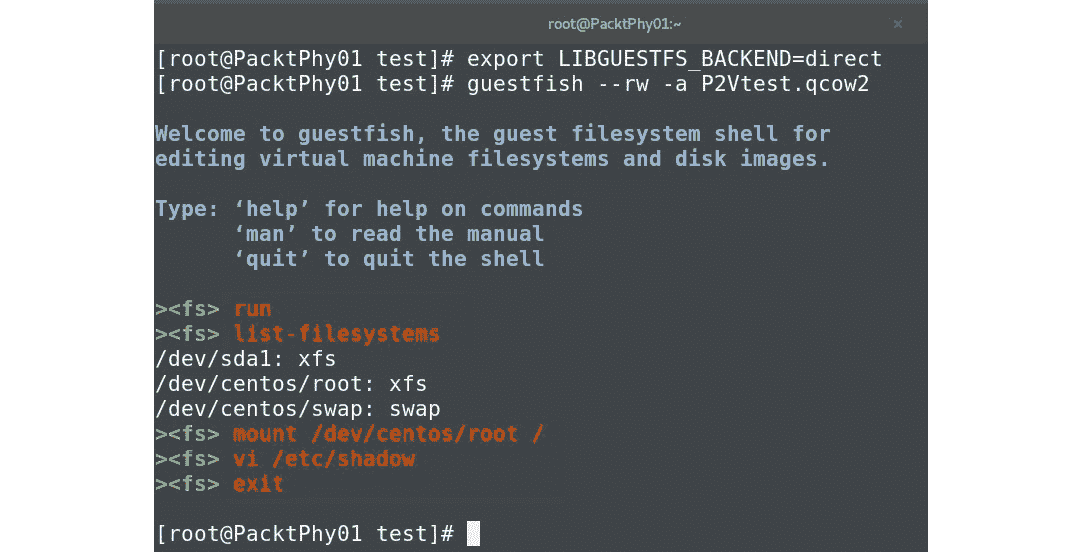 root@PacktPhy01:~ ×
[root@PacktPhy01 test]# export LIBGUESTFS_BACKEND=direct
[root@PacktPhy01 test]# guestfish --rw -a P2Vtest.qcow2
Welcome to guestfish, the guest filesystem shell for
editing virtual machine filesystems and disk images.
Type: ‘help’ for help on commands
‘man’ to read the manual
‘quit’ to quit the shell
><fs> run
><fs> list-filesystems
/dev/sda1: xfs
/dev/centos/root: xfs
/dev/centos/swap: swap
><fs> mount /dev/centos/root /
><fs> vi /etc/shadow
><fs> exit
[root@PacktPhy01 test]#